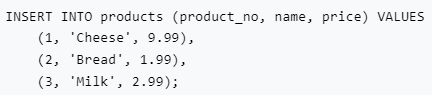 INSERT INTO products (product_no, name, price) VALUES
    (1, 'Cheese', 9.99),
    (2, 'Bread', 1.99),
    (3, 'Milk', 2.99);